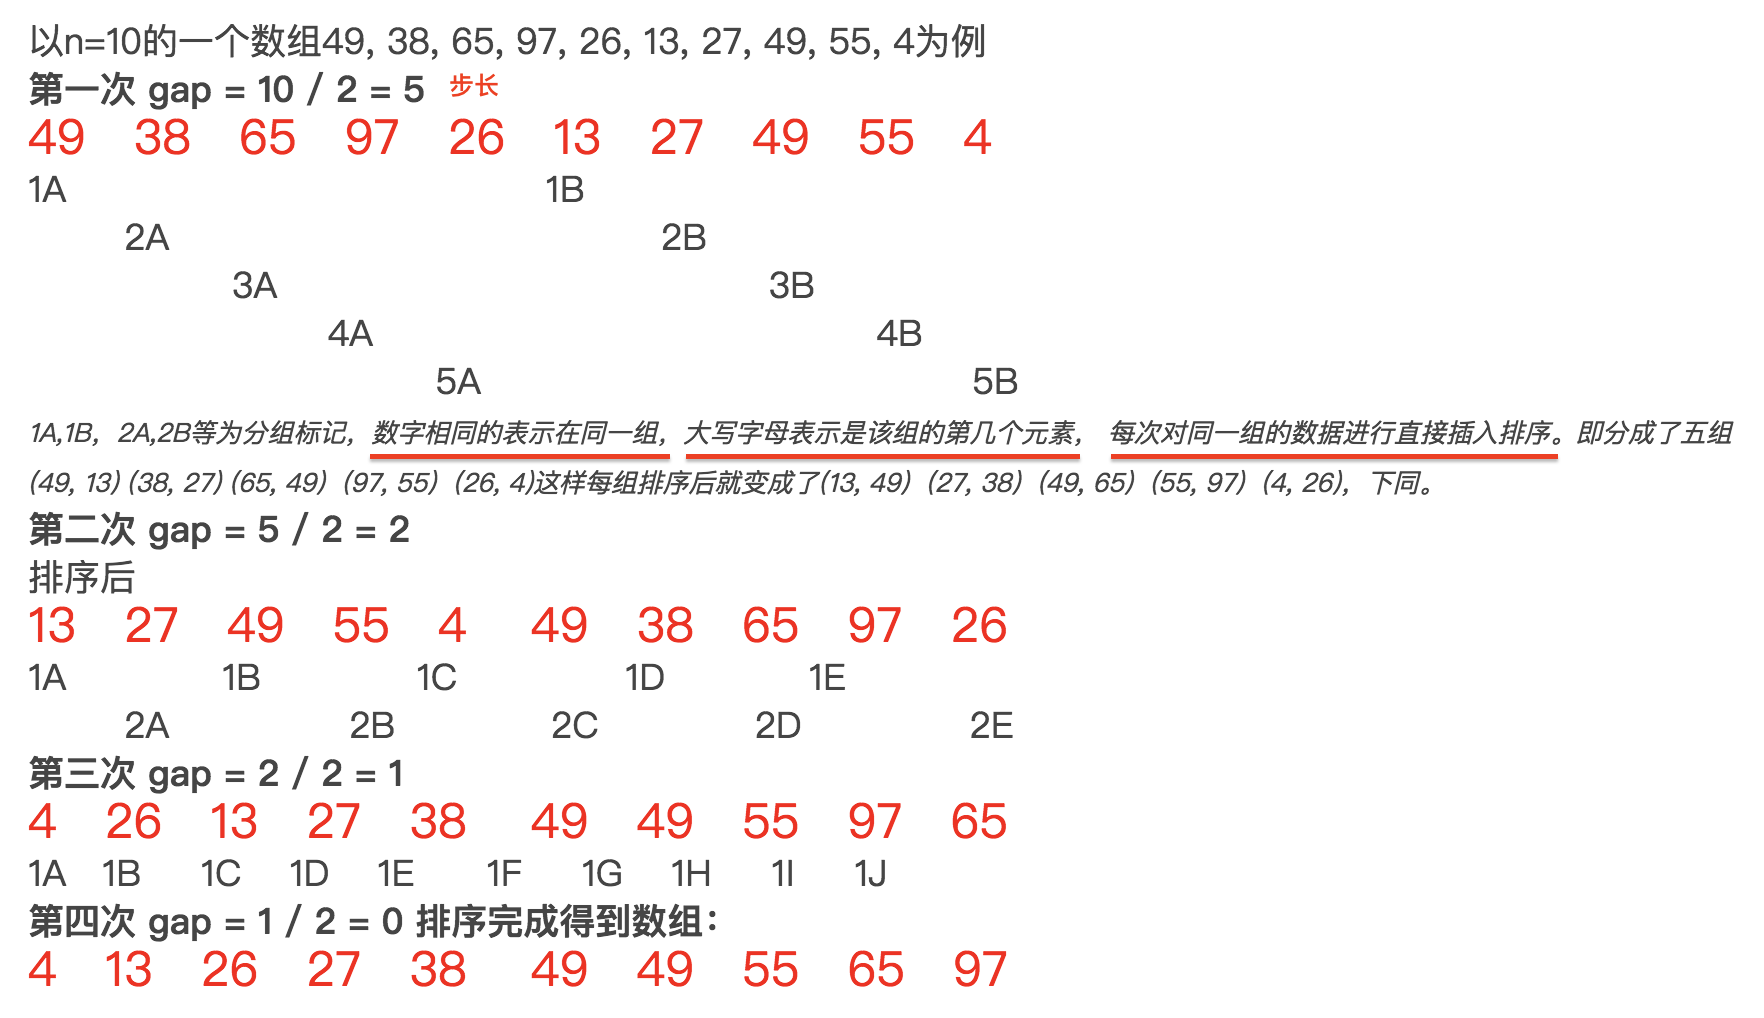 以n=10的一个数组49, 38, 65, 97, 26, 13, 27, 49, 55, 4为例
第一次 gap = 10 / 2 = 5 步长
49 38 65 97 26 13 27 49 55 4
1A 1B
2A 2B
3A 3B
4A 4B
5A 5B
1A,1B，2A,2B等为分组标记，数字相同的表示在同一组，大写字母表示是该组的第几个元素， 每次对同一组的数据进行直接插入排序。即分成了五组
(49, 13) (38, 27) (65, 49)  (97, 55)  (26, 4)这样每组排序后就变成了(13, 49)  (27, 38)  (49, 65)  (55, 97)  (4, 26)，下同。
第二次 gap = 5 / 2 = 2
排序后
13 27 49 55 4 49 38 65 97 26
1A 1B 1C 1D 1E
2A 2B 2C 2D 2E
第三次 gap = 2 / 2 = 1
4 26 13 27 38 49 49 55 97 65
1A 1B 1C 1D 1E 1F 1G 1H 1I 1J
第四次 gap = 1 / 2 = 0 排序完成得到数组：
4 13 26 27 38 49 49 55 65 97